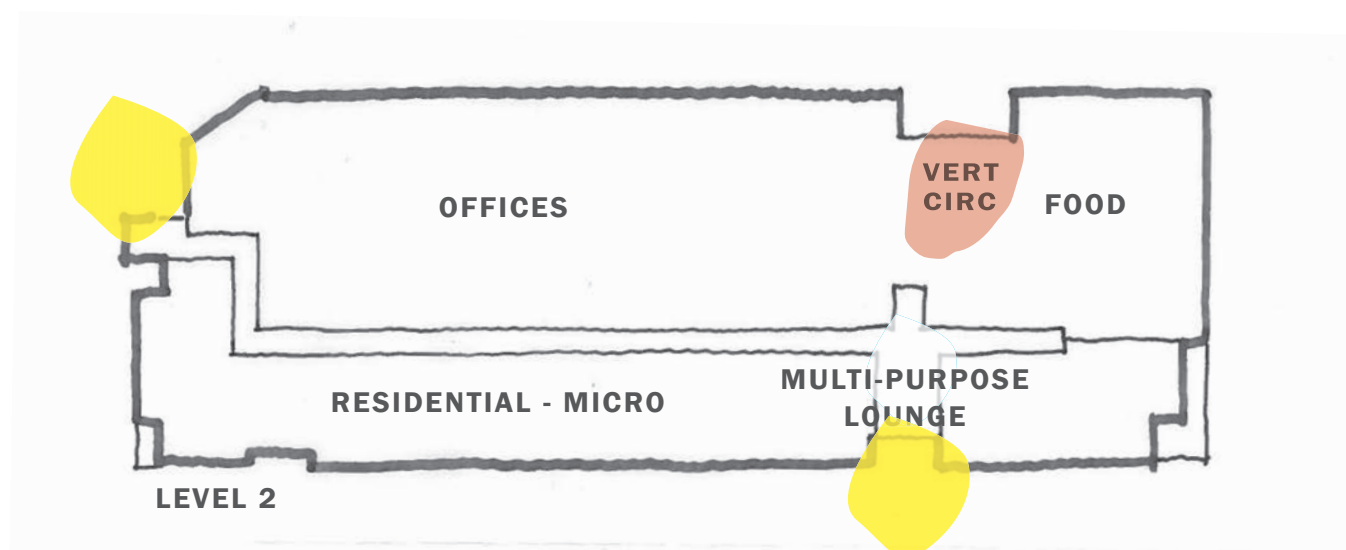 VERT
CIRC
OFFICES
FOOD
MULTI-PURPOSE
LOUNGE
RESIDENTIAL - MICRO
LEVEL 2